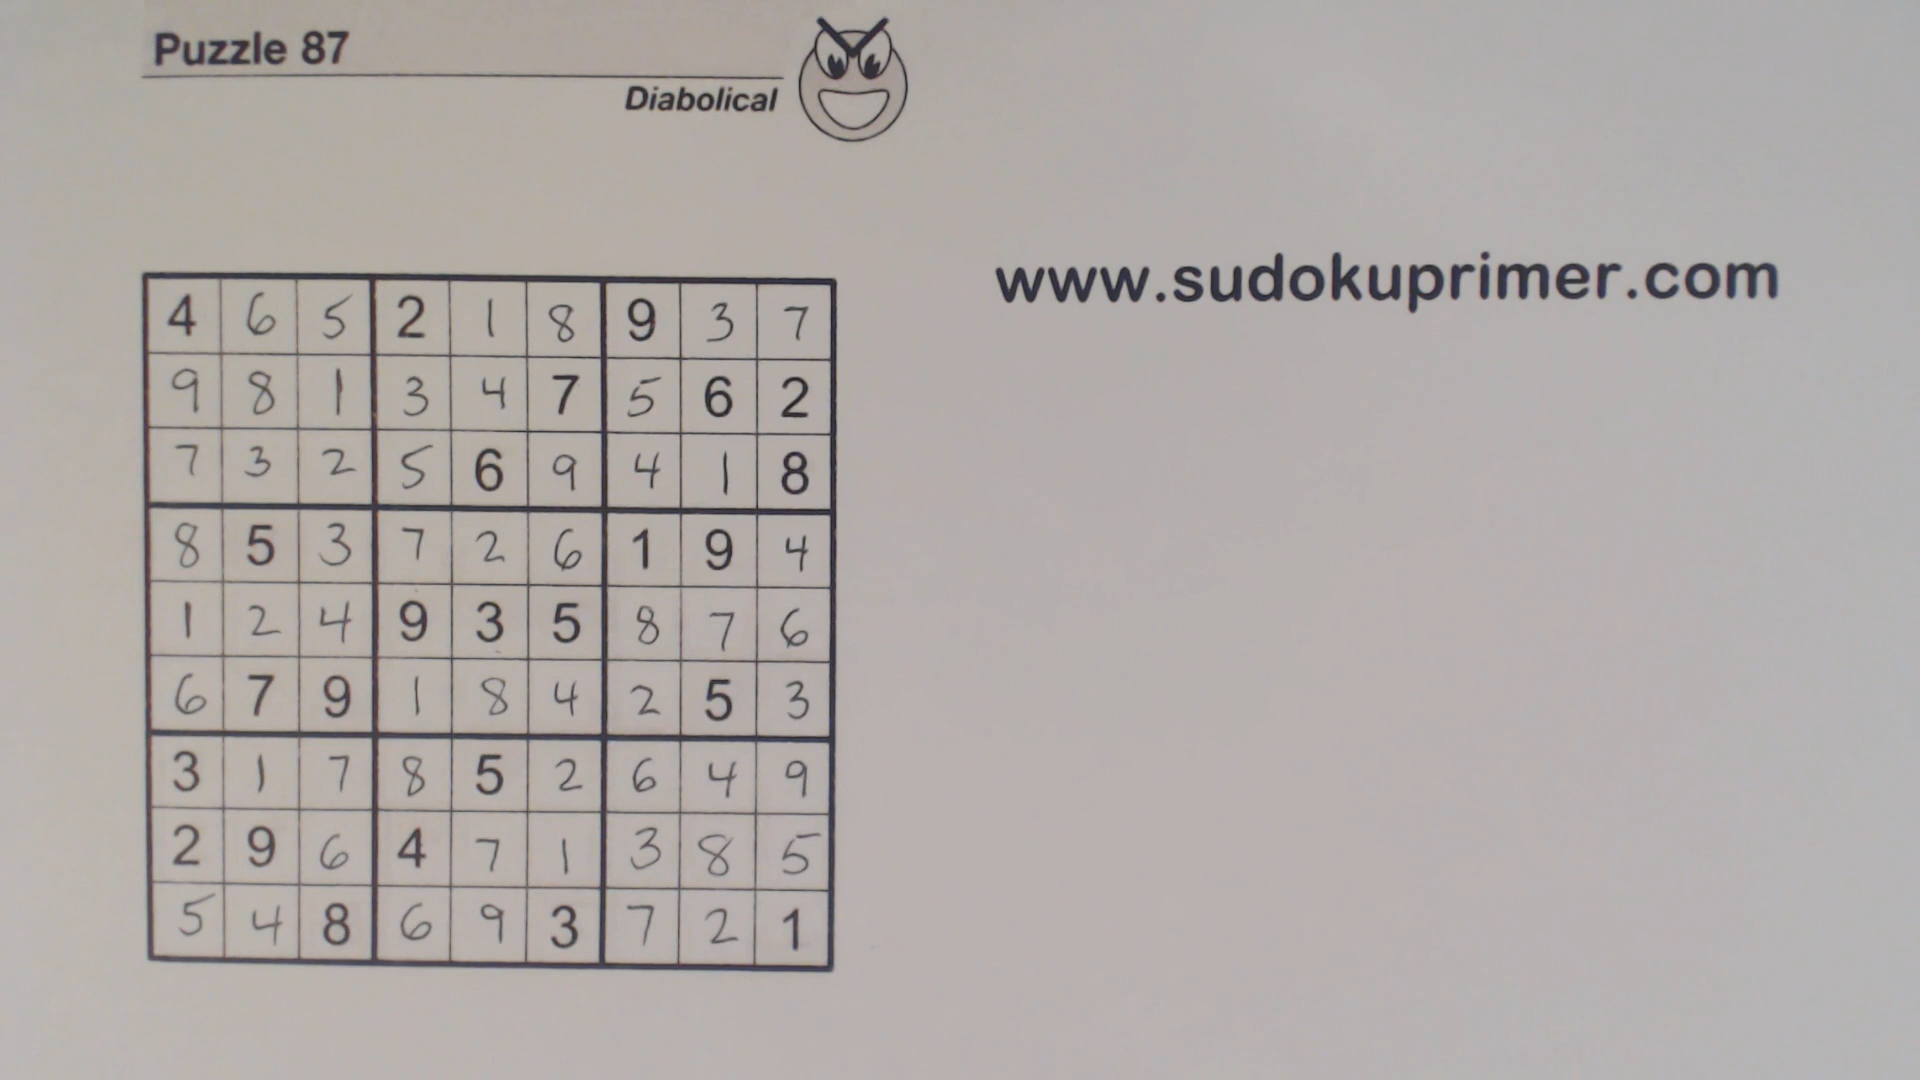 Puzzle 87
Diabolical
www.sudokuprimer.com
4 6 5 2 1 8 9 3 7
9 8 1 3 4 7 5 6 2
7 3 2 5 6 9 4 1 8
8 5 3 7 2 6 1 9 4
1 2 4 9 3 5 8 7 6
6 7 9 1 8 4 2 5 3
3 1 7 8 5 2 6 4 9
2 9 6 4 7 1 3 8 5
5 4 8 6 9 3 7 2 1